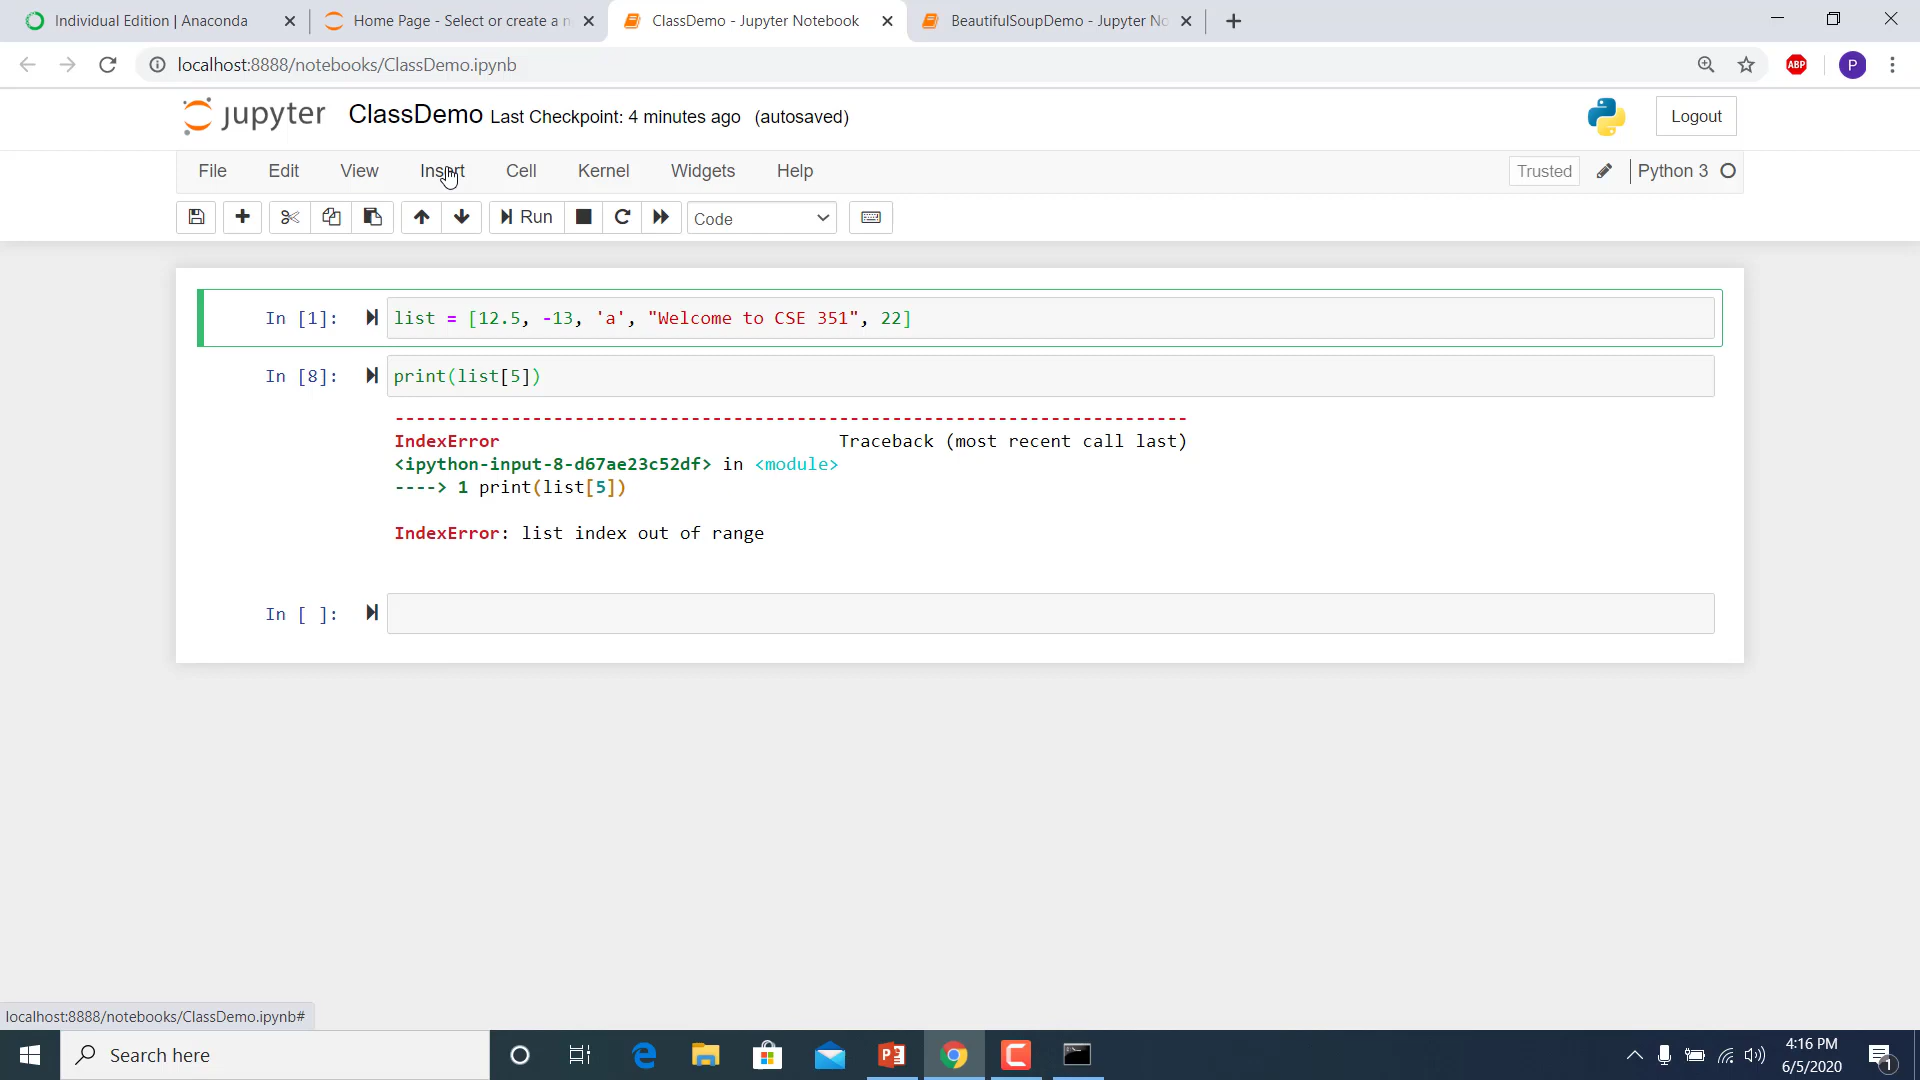 Individual Edition | Anaconda
Home Page - Select or create a n
ClassDemo - Jupyter Notebook
BeautifulSoupDemo - Jupyter No
localhost:8888/notebooks/ClassDemo.ipynb
ABP
P
jupyter ClassDemo Last Checkpoint: 4 minutes ago (autosaved)
Logout
File Edit View Insert Cell Kernel Widgets Help
Trusted
Python 3
Run
Code
In [1]: list = [12.5, -13, 'a', "Welcome to CSE 351", 22]
In [8]: print(list[5])
---------------------------------------------------------------------------
IndexError Traceback (most recent call last)
<ipython-input-8-d67ae23c52df> in <module>
----> 1 print(list[5])
IndexError: list index out of range
In [ ]:
localhost:8888/notebooks/ClassDemo.ipynb#
Search here
4:16 PM
6/5/2020
1